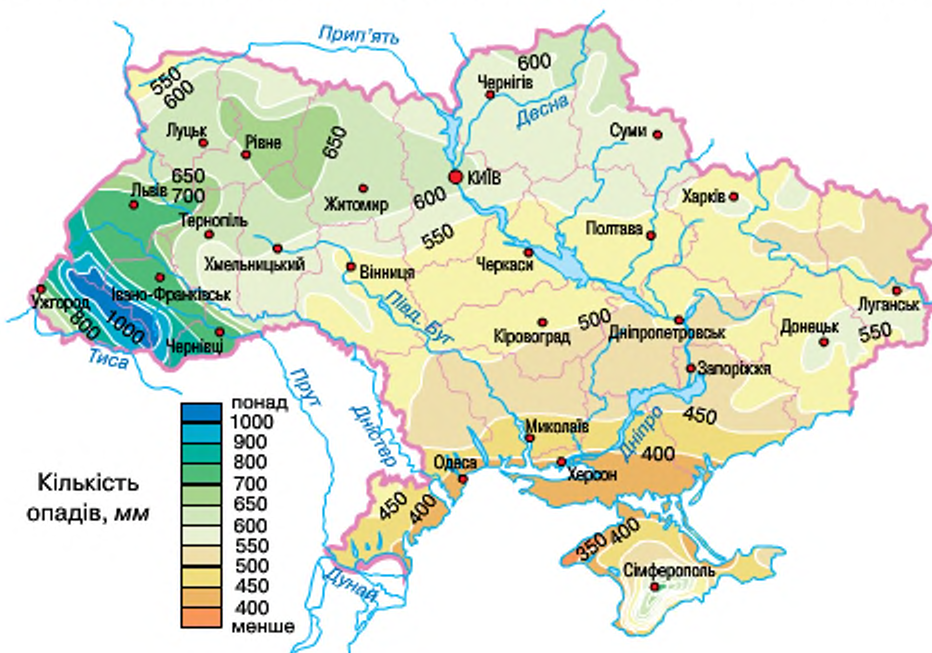 Прип'ять
600
Чернігів
Десна
550
600
Луцьк
Рівне
650
Суми
650
700
Львів
Житомир
КИЇВ
600
Харків
Тернопіль
550
Полтава
Хмельницький
Вінниця
Черкаси
Ужгород
Івано-Франківськ
800
1000
Чернівці
Півд. Буг
Кіровоград
500
Дніпропетровськ
Луганськ
Донецьк
550
Тиса
Запоріжжя
Прут
Дністер
Миколаїв
Дніпро
450
400
Одеса
Херсон
450
400
350
400
Сімферополь
Дунай
Кількість
опадів, мм
понад
1000
900
800
700
650
600
550
500
450
400
менше